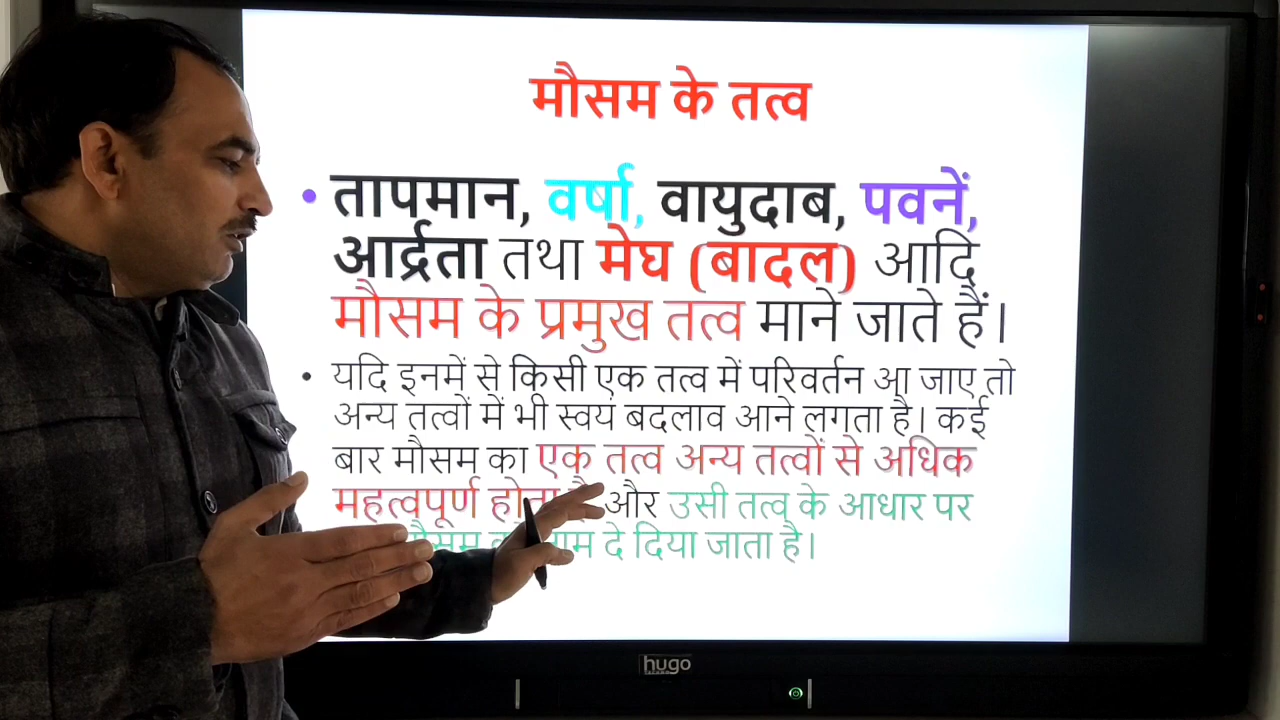 मौसम के तत्व
• तापमान, वर्षा, वायुदाब, पवनें,
आर्द्रता तथा मेघ (बादल) आदि
मौसम के प्रमुख तत्व माने जाते हैं।
• यदि इनमें से किसी एक तत्व में परिवर्तन आ जाए तो
अन्य तत्वों में भी स्वयं बदलाव आने लगता है। कई
बार मौसम का एक तत्व अन्य तत्वों से अधिक
महत्वपूर्ण होता है और उसी तत्व के आधार पर
मौसम को नाम दे दिया जाता है।
hugo